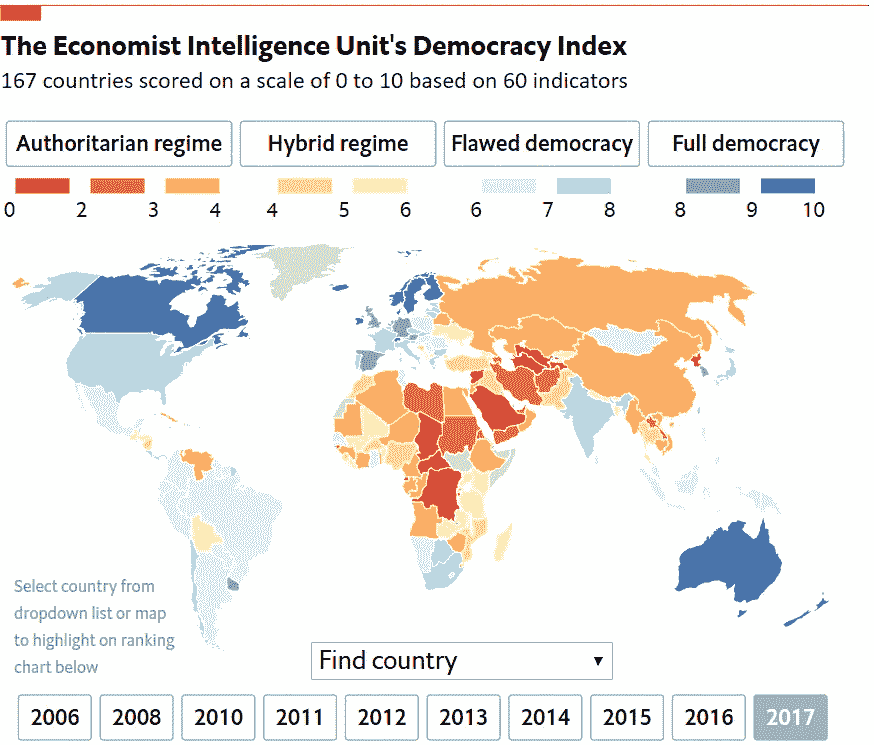 The Economist Intelligence Unit's Democracy Index
167 countries scored on a scale of 0 to 10 based on 60 indicators
Authoritarian regime Hybrid regime Flawed democracy Full democracy
0 2 3 4 4 5 6 6 7 8 8 9 10
Select country from
dropdown list or map
to highlight on ranking
chart below
Find country
2006 2008 2010 2011 2012 2013 2014 2015 2016 2017